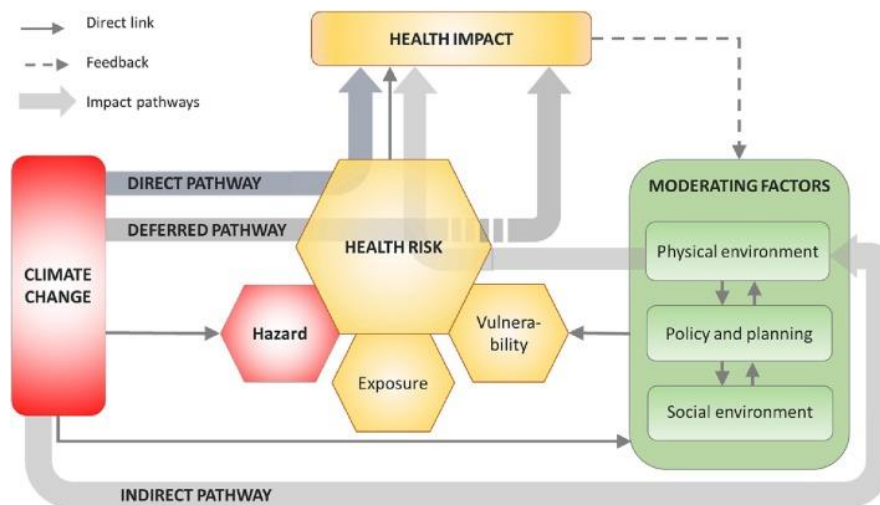 Direct link
Feedback
Impact pathways
HEALTH IMPACT
DIRECT PATHWAY
DEFERRED PATHWAY
CLIMATE
CHANGE
HEALTH RISK
Hazard
Exposure
Vulnera-
bility
MODERATING FACTORS
Physical environment
Policy and planning
Social environment
INDIRECT PATHWAY